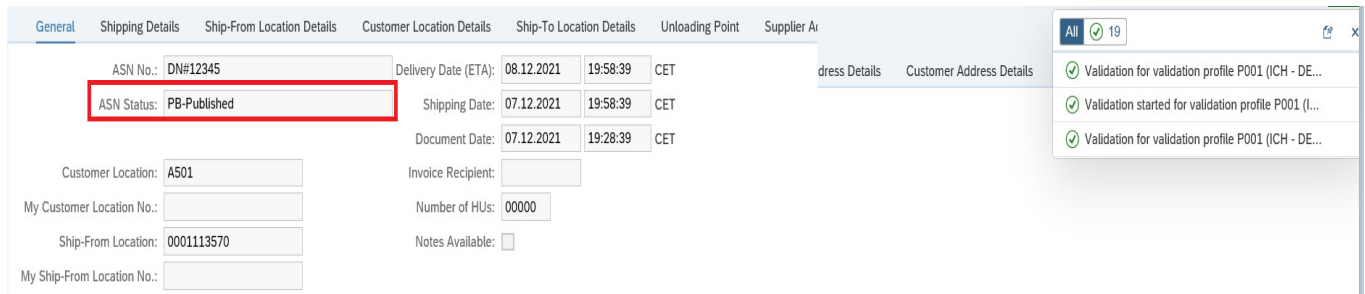 General Shipping Details Ship-From Location Details Customer Location Details Ship-To Location Details Unloading Point Supplier
dress Details Customer Address Details
ASN No.: DN#12345 Delivery Date (ETA): 08.12.2021 19:58:39 CET
ASN Status: PB-Published Shipping Date: 07.12.2021 19:58:39 CET
Document Date: 07.12.2021 19:28:39 CET
Customer Location: A501 Invoice Recipient:
My Customer Location No.: Number of HUs: 00000
Ship-From Location: 0001113570 Notes Available:
My Ship-From Location No.:
All 19
Validation for validation profile P001 (ICH - DE...
Validation started for validation profile P001 (I...
Validation for validation profile P001 (ICH - DE...